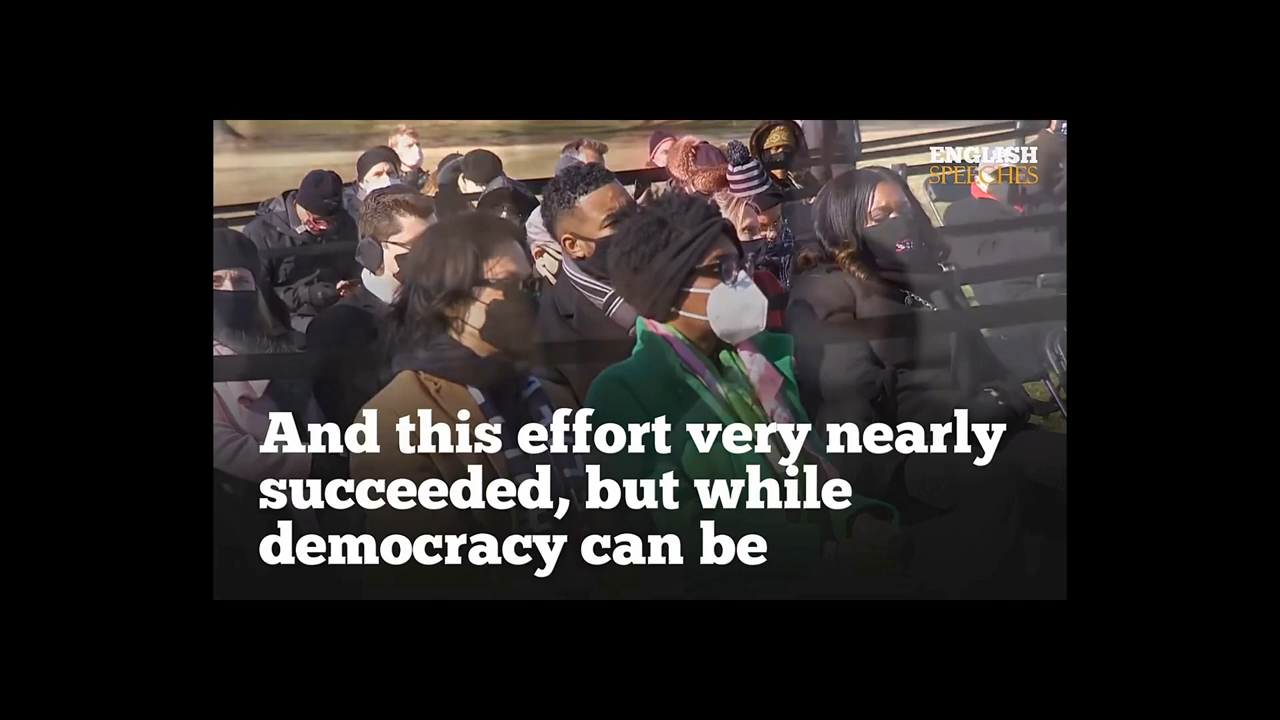 ENGLISH
SPEECHES
And this effort very nearly
succeeded, but while
democracy can be